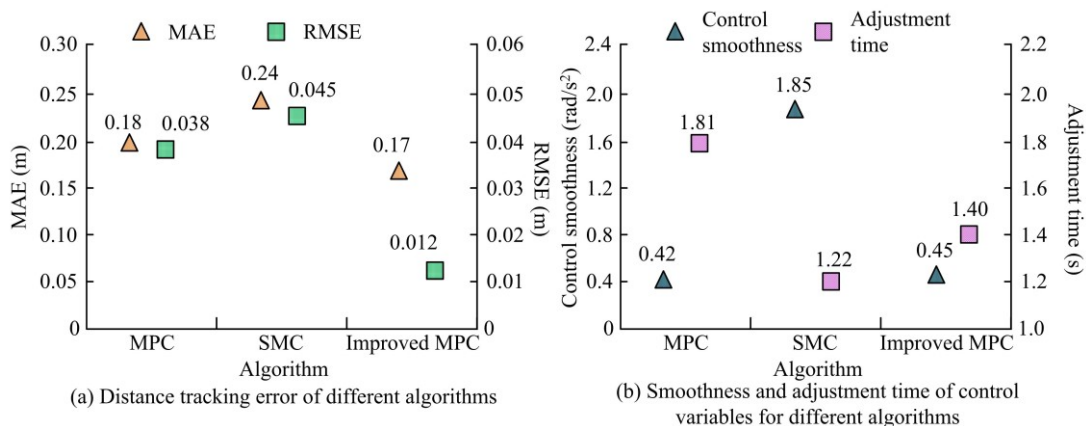 MAE
RMSE
0.30
0.25
0.20
0.15
0.10
0.05
0
MAE (m)
0.06
0.05
0.04
0.03
0.02
0.01
0
RMSE (m)
0.18
0.038
0.24
0.045
0.17
0.012
MPC
SMC
Improved MPC
Algorithm
(a) Distance tracking error of different algorithms
Control
smoothness
Adjustment
time
2.4
2.0
1.6
1.2
0.8
0.4
0
Control smoothness (rad/s²)
2.2
2.0
1.8
1.6
1.4
1.2
1.0
Adjustment time (s)
0.42
1.81
1.85
1.22
0.45
1.40
MPC
SMC
Improved MPC
Algorithm
(b) Smoothness and adjustment time of control
variables for different algorithms